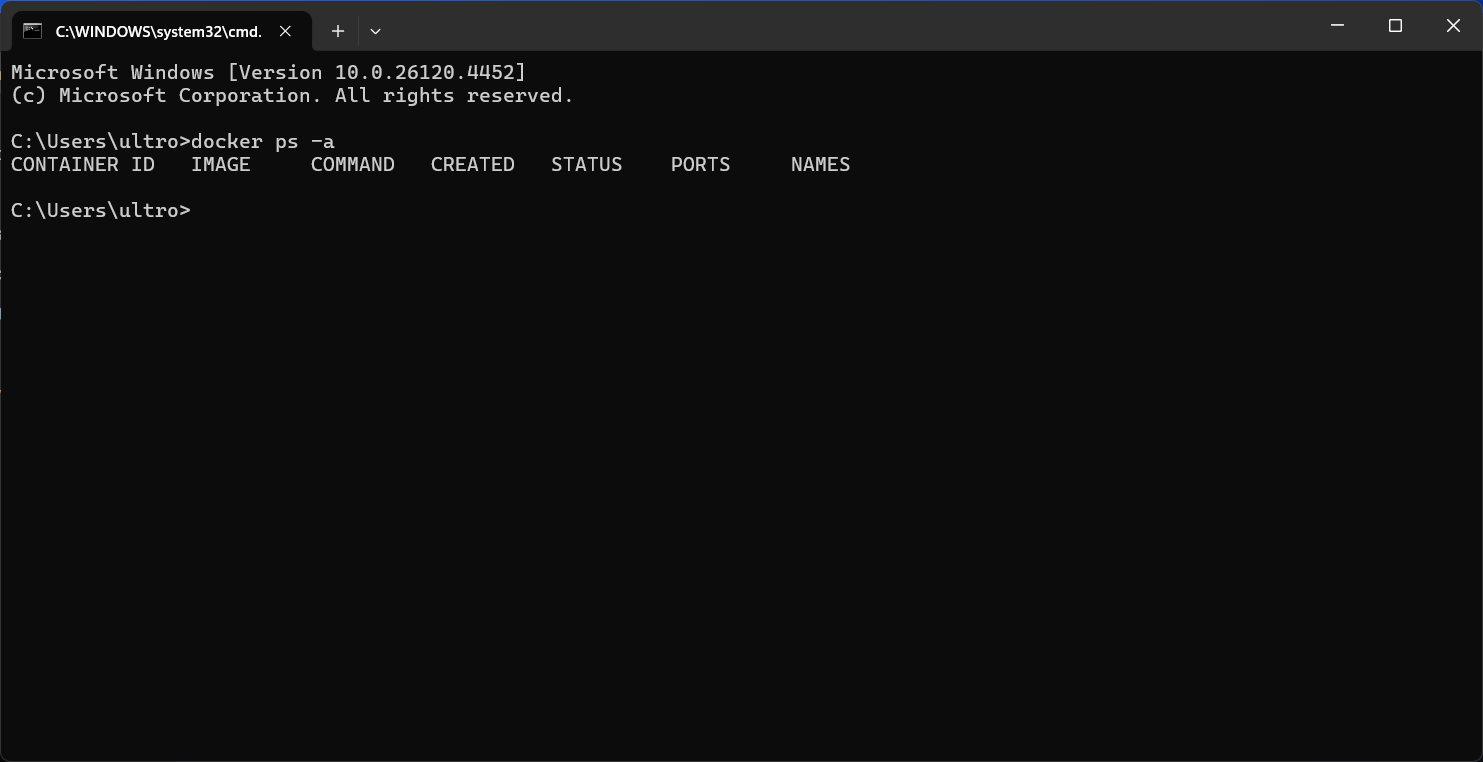 C:\WINDOWS\system32\cmd.
Microsoft Windows [Version 10.0.26120.4452]
(c) Microsoft Corporation. All rights reserved.
C:\Users\ultro>docker ps -a
CONTAINER ID   IMAGE     COMMAND   CREATED   STATUS    PORTS     NAMES
C:\Users\ultro>